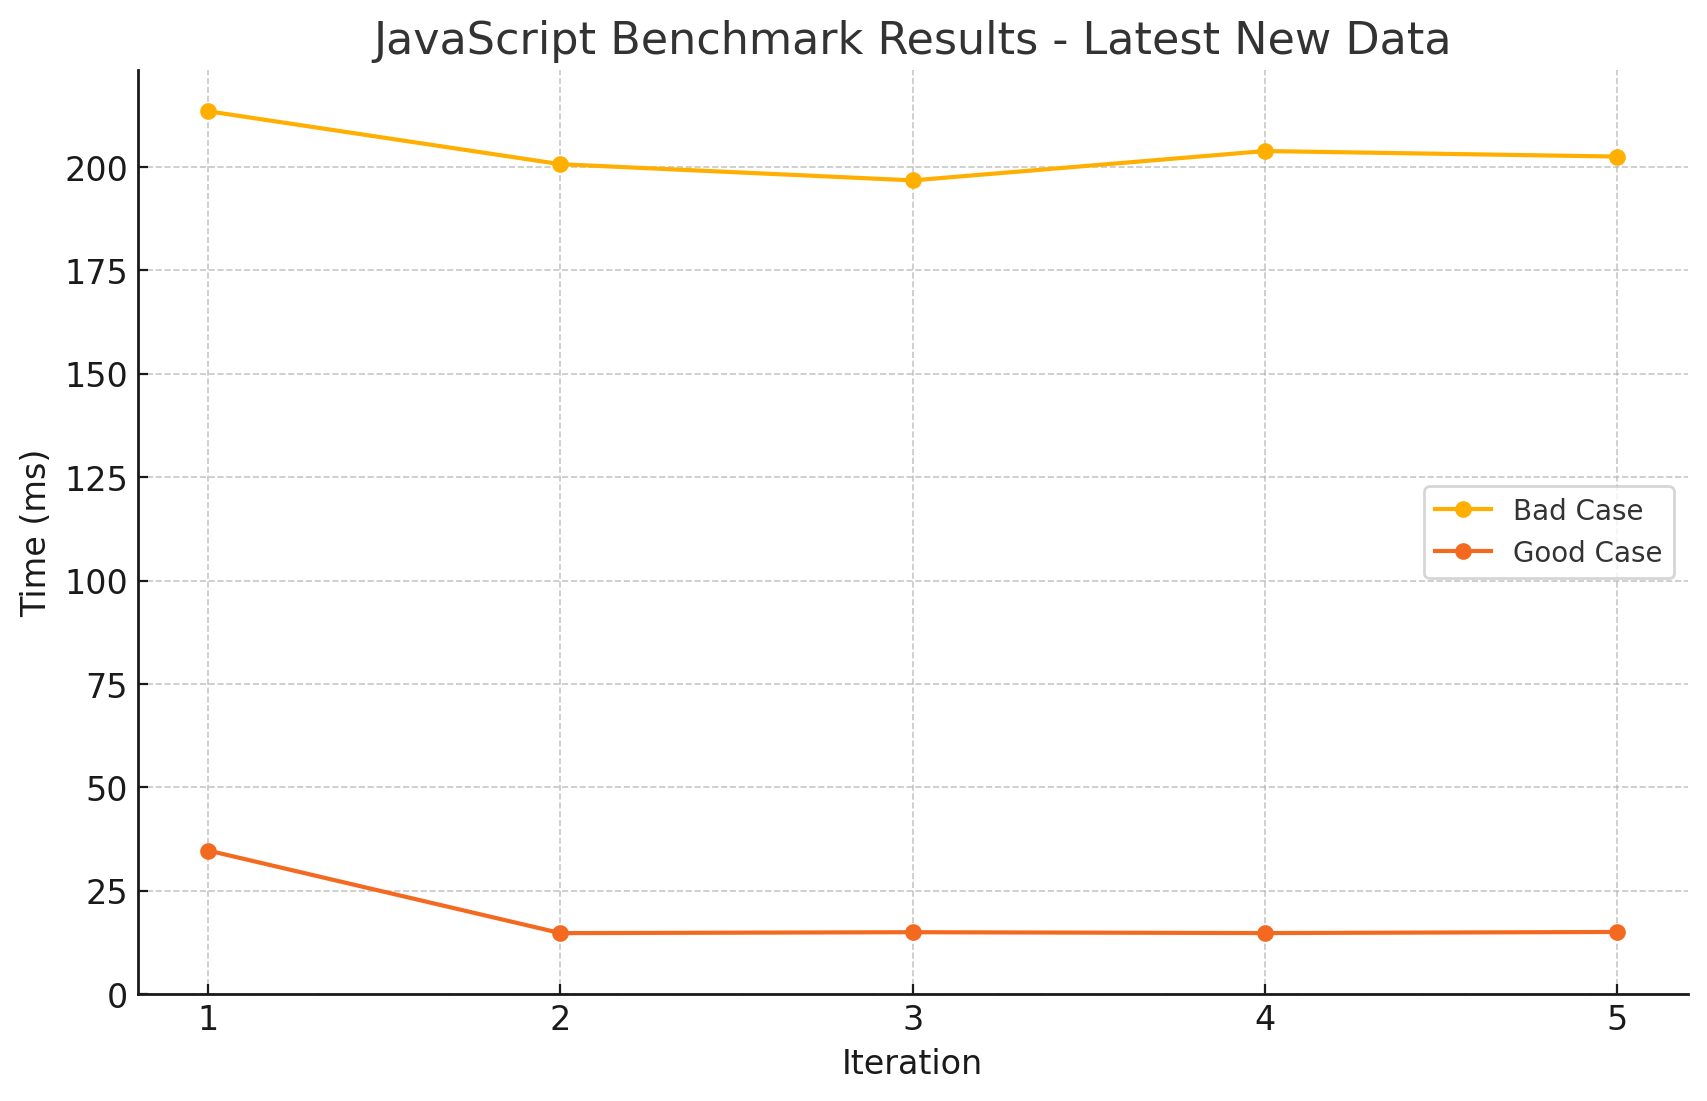 JavaScript Benchmark Results - Latest New Data
200
175
150
125
100
75
50
25
0
Time (ms)
Bad Case
Good Case
1 2 3 4 5
Iteration